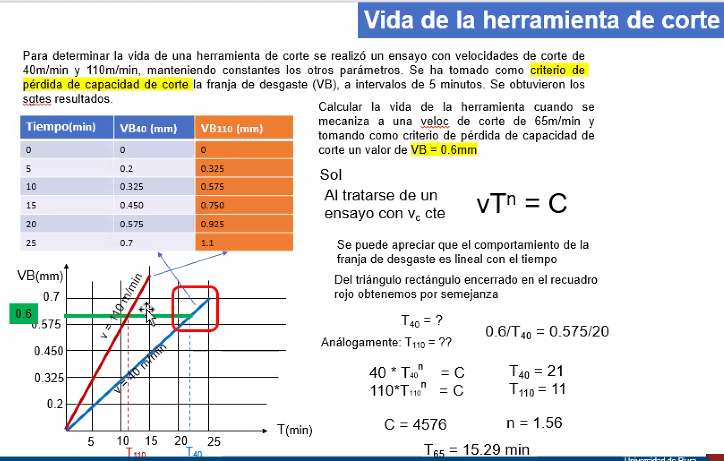 Vida de la herramienta de corte
Para determinar la vida de una herramienta de corte se realizó un ensayo con velocidades de corte de
40m/min y 110m/min, manteniendo constantes los otros parámetros. Se ha tomado como criterio de
pérdida de capacidad de corte la franja de desgaste (VB), a intervalos de 5 minutos. Se obtuvieron los
sgtes resultados.
Tiempo(min) VB40 (mm) VB110 (mm)
0 0 0
5 0.2 0.325
10 0.325 0.575
15 0.450 0.750
20 0.575 0.925
25 0.7 1.1
Calcular la vida de la herramienta cuando se
mecaniza a una veloc de corte de 65m/min y
tomando como criterio de pérdida de capacidad de
corte un valor de VB = 0.6mm
Sol
Al tratarse de un
ensayo con vc cte
vTⁿ = C
Se puede apreciar que el comportamiento de la
franja de desgaste es lineal con el tiempo
Del triángulo rectángulo encerrado en el recuadro
rojo obtenemos por semejanza
T40 = ?
0.6/T40 = 0.575/20
Análogamente: T110 = ??
40 * T40ⁿ = C
T40 = 21
110*T110ⁿ = C
T110 = 11
C = 4576
n = 1.56
T65 = 15.29 min
VB(mm)
0.7
0.6
0.575
0.450
0.325
0.2
v = 110 m/min
v = 40 m/min
5 10 15 20 25
T(min)
T110 T40
Universidad de Piura